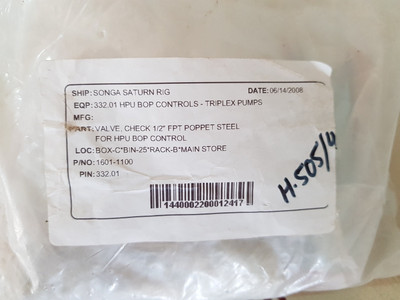 SHIP: SONGA SATURN RIG DATE: 06/14/2008
EQP: 332.01 HPU BOP CONTROLS - TRIPLEX PUMPS
MFG:
PART: VALVE, CHECK 1/2" FPT POPPET STEEL
FOR HPU BOP CONTROL
LOC: BOX-C*BIN-25*RACK-B*MAIN STORE
P/NO: 1601-1100
PIN: 332.01
1440002200012417
H.505/4